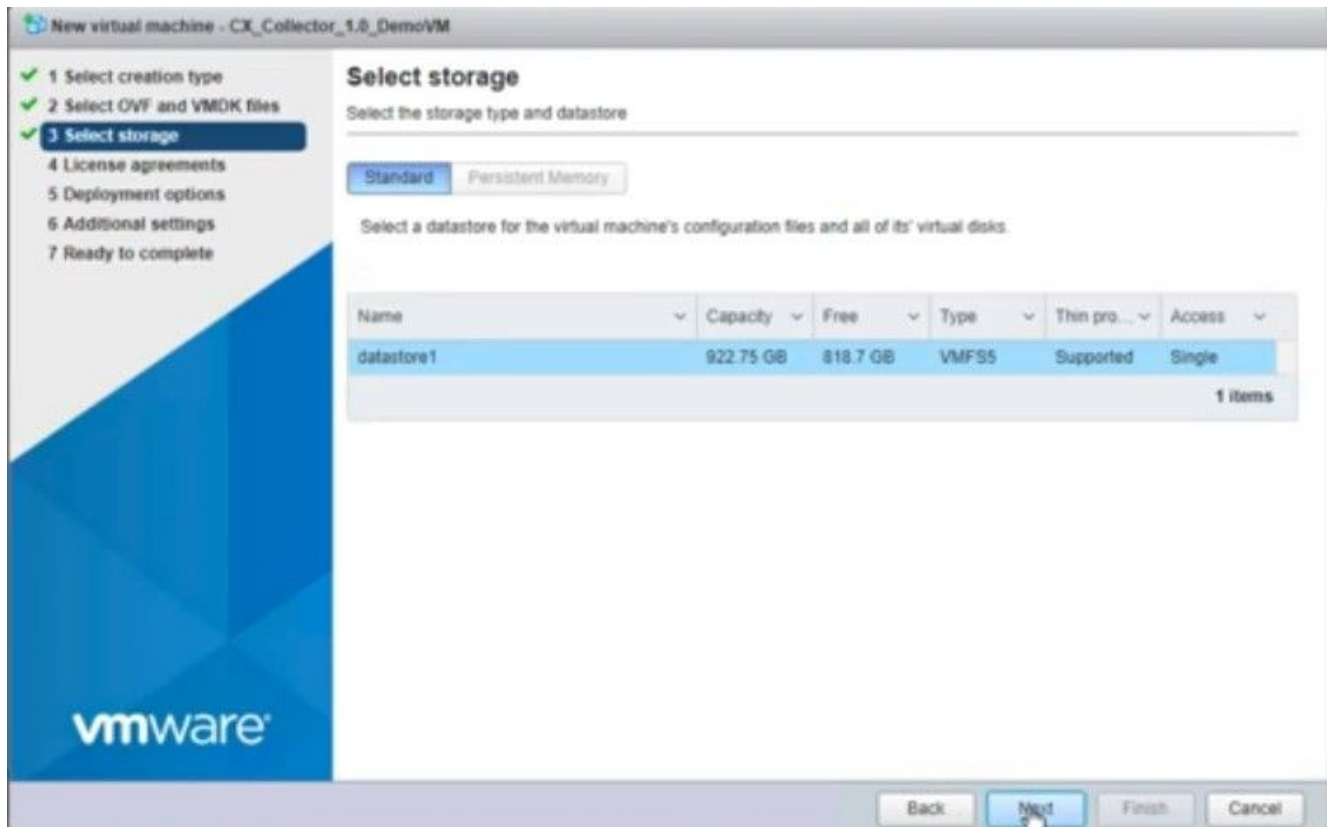 New virtual machine - CX_Collector_1.0_DemoVM
1 Select creation type
2 Select OVF and VMDK files
3 Select storage
4 License agreements
5 Deployment options
6 Additional settings
7 Ready to complete
vmware
Select storage
Select the storage type and datastore
Standard Persistent Memory
Select a datastore for the virtual machine's configuration files and all of its' virtual disks.
Name Capacity Free Type Thin pro... Access
datastore1 922.75 GB 818.7 GB VMFS5 Supported Single
1 items
Back Next Finish Cancel